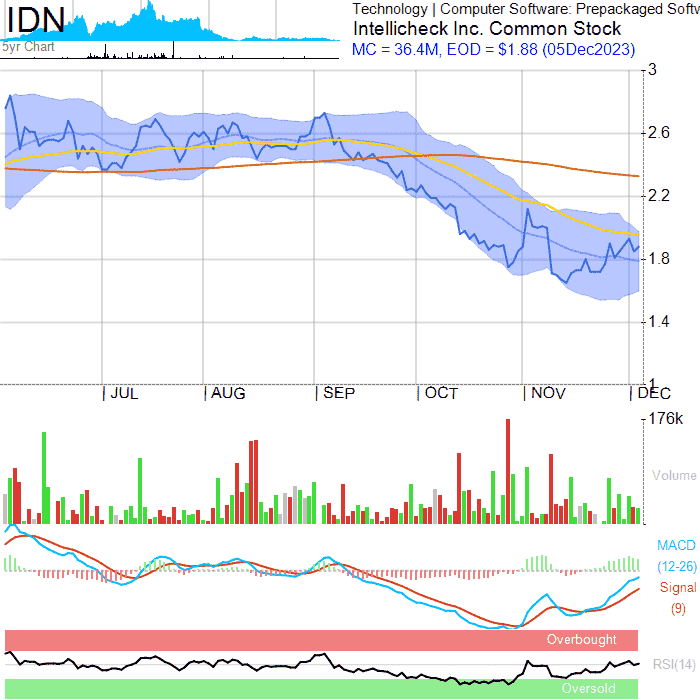 IDN
5yr Chart
Technology | Computer Software: Prepackaged Softw
Intellicheck Inc. Common Stock
MC = 36.4M, EOD = $1.88 (05Dec2023)
3
2.6
2.2
1.8
1.4
1
JUL
AUG
SEP
OCT
NOV
DEC
176k
Volume
MACD
(12-26)
Signal
(9)
Overbought
RSI(14)
Oversold